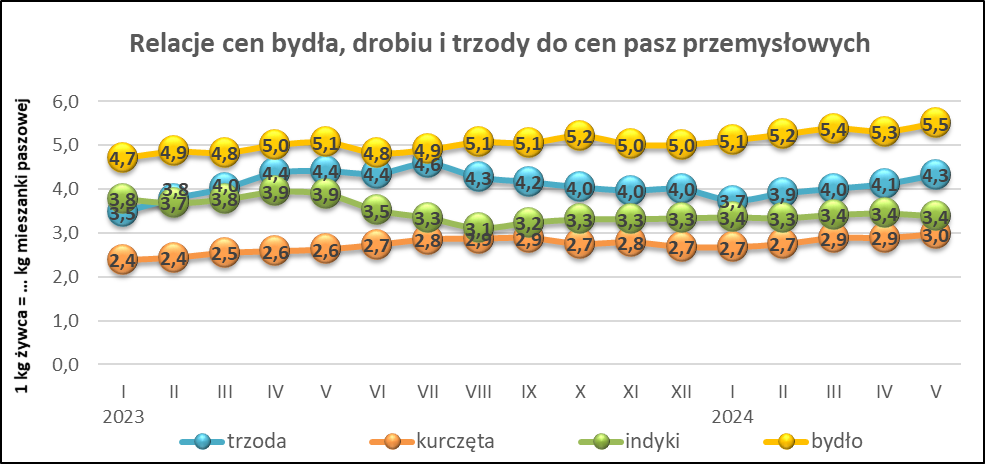 Relacje cen bydła, drobiu i trzody do cen pasz przemysłowych
1 kg żywca = ... kg mieszanki paszowej
6,0
5,0
4,0
3,0
2,0
1,0
0,0
4,7 4,9 4,8 5,0 5,1 4,8 4,9 5,1 5,1 5,2 5,0 5,0 5,1 5,2 5,4 5,3 5,5
3,5 3,8 4,0 4,4 4,4 4,4 4,6 4,3 4,2 4,0 4,0 4,0 3,7 3,9 4,0 4,1 4,3
3,8 3,7 3,8 3,9 3,9 3,5 3,3 3,1 3,2 3,3 3,3 3,3 3,4 3,3 3,4 3,4 3,4
2,4 2,4 2,5 2,6 2,6 2,7 2,8 2,9 2,9 2,7 2,8 2,7 2,7 2,7 2,9 2,9 3,0
I II III IV V VI VII VIII IX X XI XII I II III IV V
2023 2024
trzoda kurczęta indyki bydło